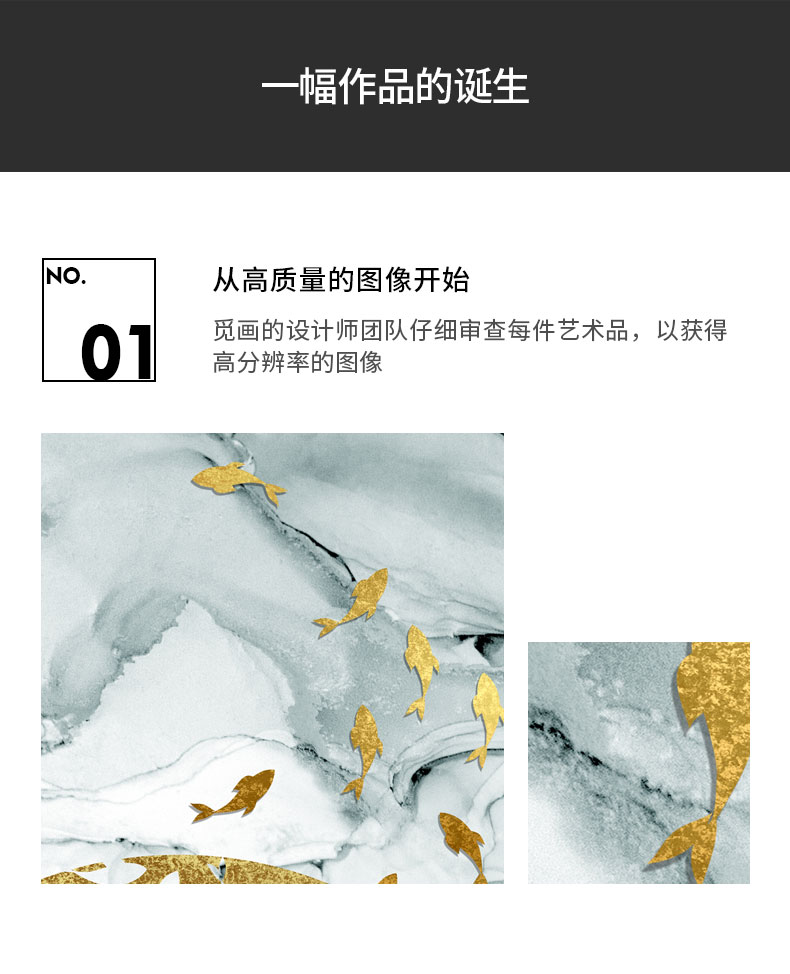 一幅作品的诞生
NO.
01
从高质量的图像开始
觅画的设计师团队仔细审查每件艺术品，以获得
高分辨率的图像